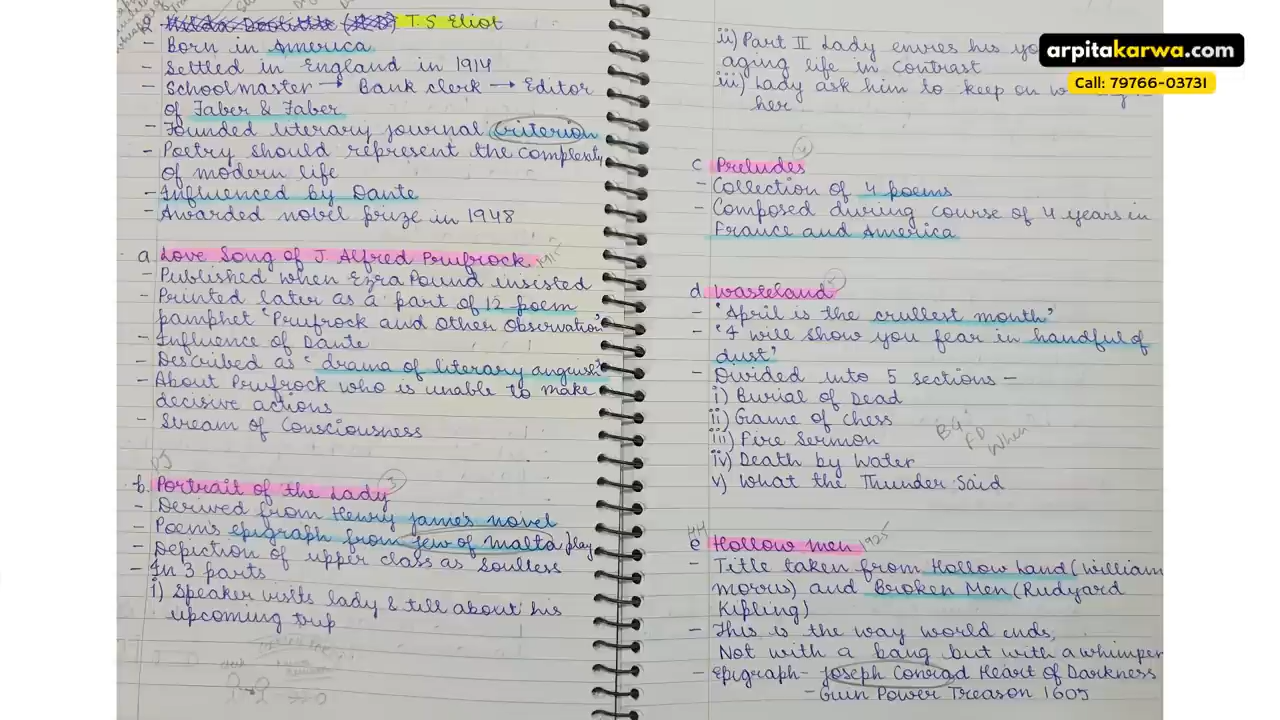 T.S Eliot
- Born in America
- Settled in England in 1914
- Schoolmaster → Bank clerk → Editor
of Faber & Faber
- Founded literary journal Criterion
- Poetry should represent the complexity
of modern life
- Influenced by Dante
- Awarded nobel prize in 1948
a Love Song of J. Alfred Prufrock
- Published when Ezra Pound insisted
- Printed later as a part of 12 poem
pamphet "Prufrock and other Observation"
- Influence of Dante
- Described as "drama of literary anguish"
- About Prufrock who is unable to make
decisive actions
- Stream of Consciousness
b. Portrait of the Lady 3
- Derived from Henry James novel
- Poem's epigraph from Jew of Malta play
- Depiction of upper class as Soulless
- In 3 parts
i) Speaker visits lady & tell about his
upcoming trip
ii) Part II Lady envies his
aging life in contrast
iii) Lady ask him to keep on
her
c Preludes
- Collection of 4 poems
- Composed during course of 4 years in
France and America
d Wasteland
- 'April is the crullest month'
- "I will show you fear in handful of
dust"
- Divided into 5 sections -
i) Burial of Dead
ii) Game of Chess
iii) Fire Sermon
iv) Death by Water
v) What the Thunder Said
BG
FD
When
HH
e Hollow men 1925
- Title taken from Hollow Land (William
morris) and Broken Men (Rudyard
Kipling)
- This is the way world ends,
Not with a bang but with a whimper
- Epigraph - Joseph Conrad Heart of Darkness
- Guin Power Treason 1605
arpitakarwa.com
Call: 79766-03731